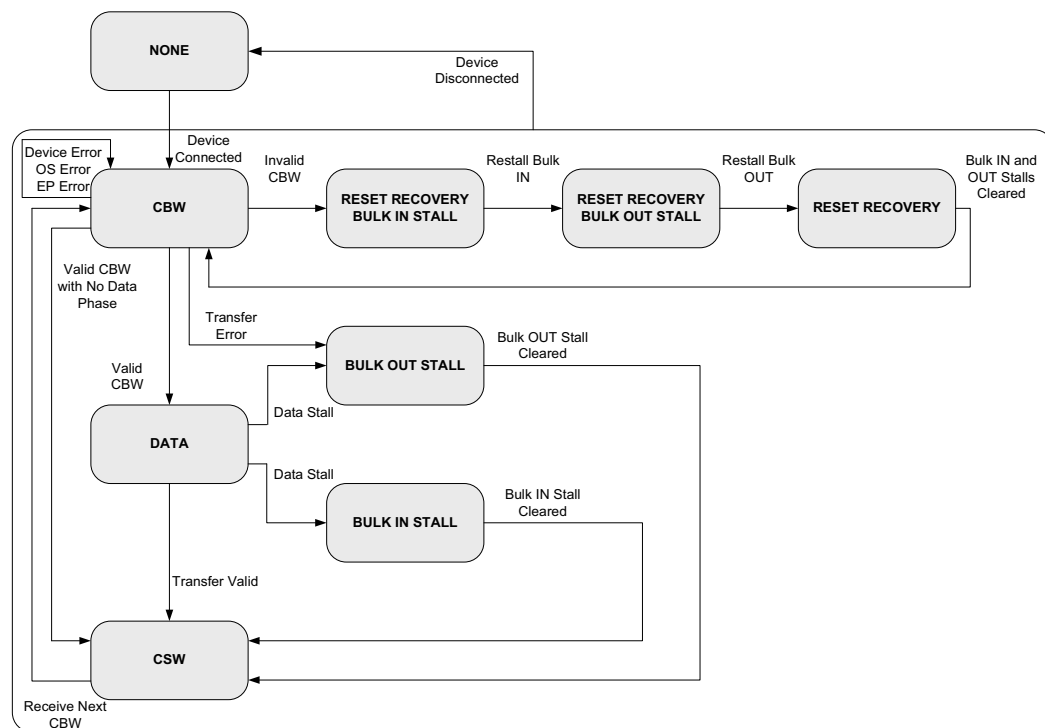 NONE
Device
Disconnected
Device
Connected
Device Error
OS Error
EP Error
CBW
Invalid
CBW
RESET RECOVERY
BULK IN STALL
Restall Bulk
IN
RESET RECOVERY
BULK OUT STALL
Restall Bulk
OUT
RESET RECOVERY
Bulk IN and
OUT Stalls
Cleared
Valid CBW
with No Data
Phase
Transfer
Error
BULK OUT STALL
Bulk OUT Stall
Cleared
Valid
CBW
Data Stall
DATA
Data Stall
BULK IN STALL
Bulk IN Stall
Cleared
Transfer Valid
CSW
Receive Next
CBW